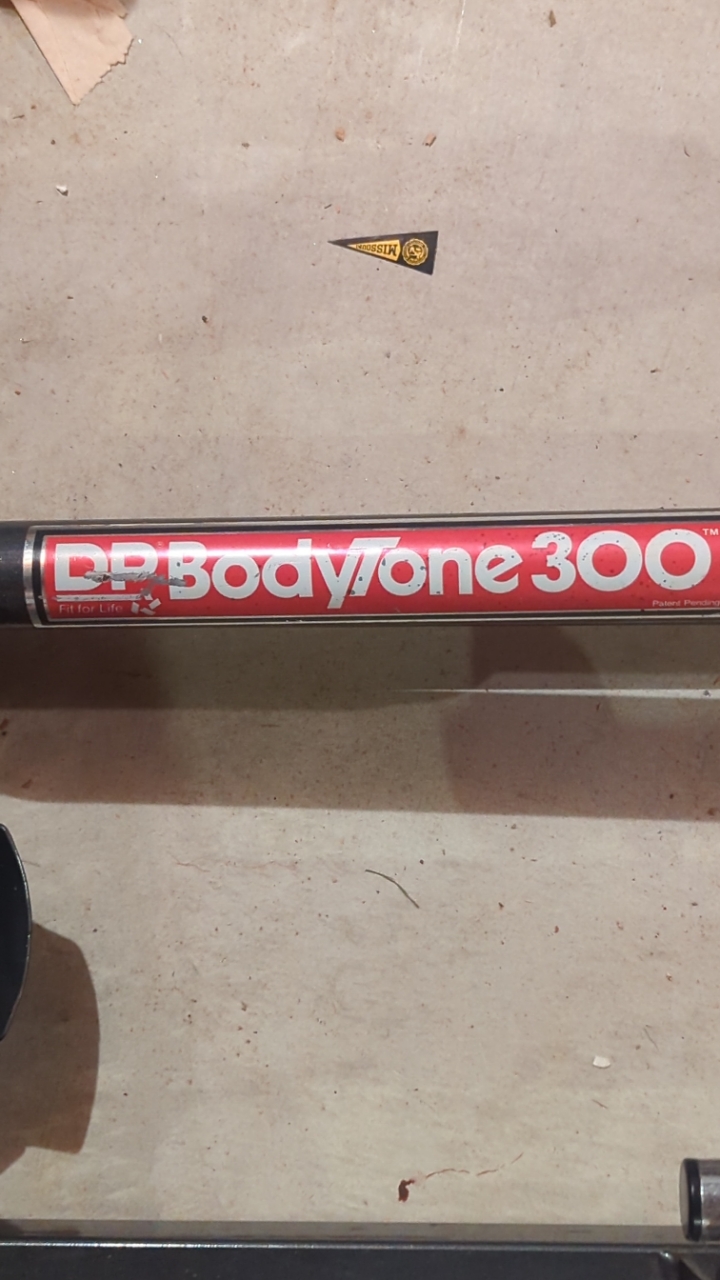 MISSOURI
DP BodyTone 300™
Fit for Life
Patent Pending